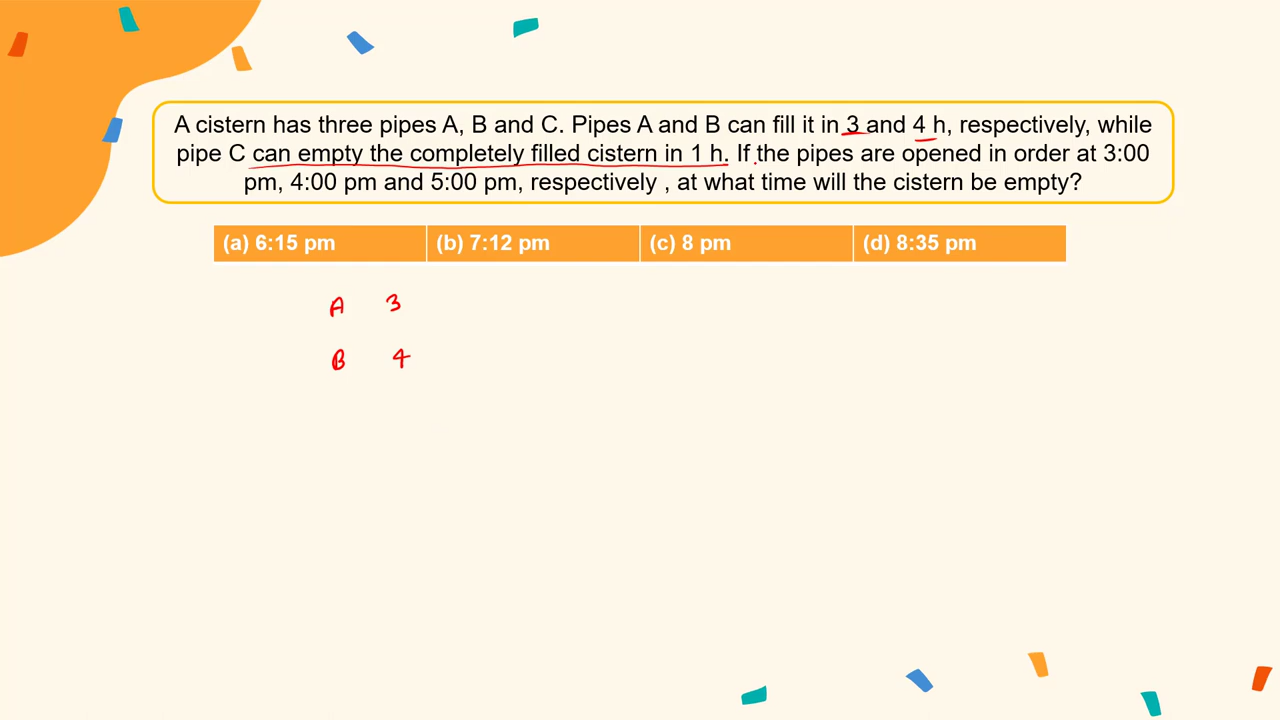 A cistern has three pipes A, B and C. Pipes A and B can fill it in 3 and 4 h, respectively, while
pipe C can empty the completely filled cistern in 1 h. If the pipes are opened in order at 3:00
pm, 4:00 pm and 5:00 pm, respectively , at what time will the cistern be empty?
(a) 6:15 pm (b) 7:12 pm (c) 8 pm (d) 8:35 pm
A 3
B 4